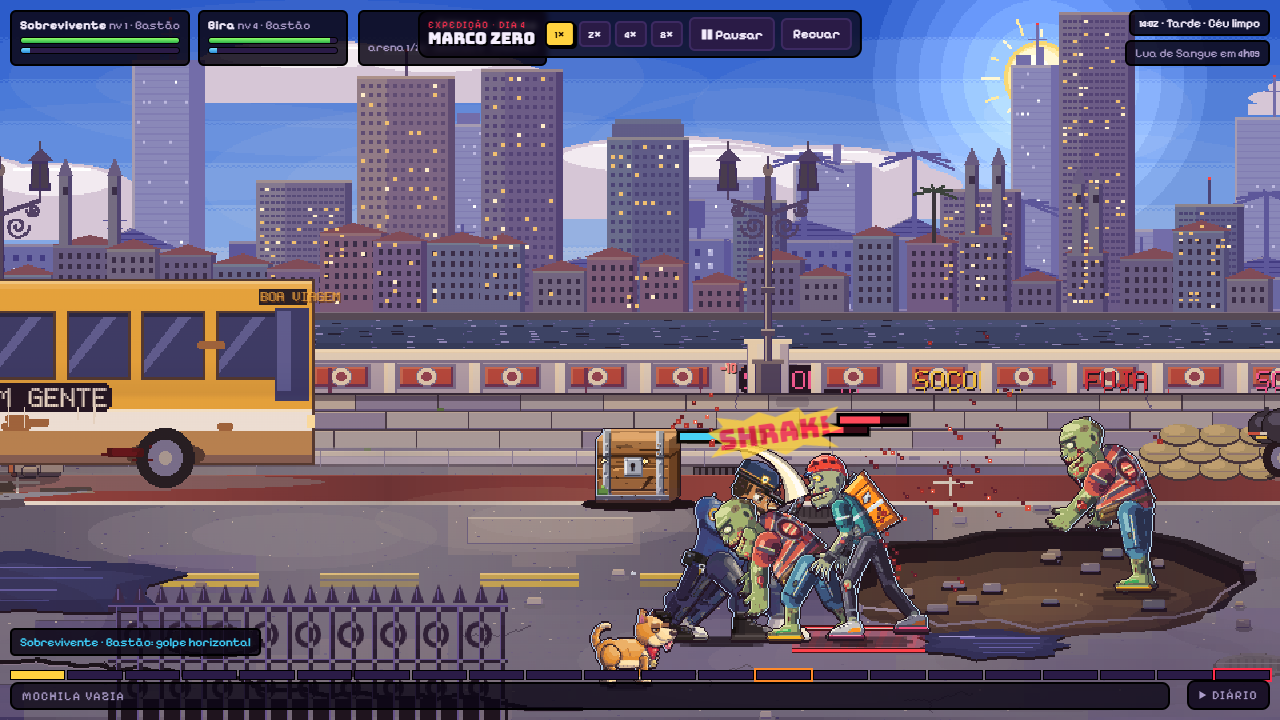 Sobrevivente nv 1 · Bastão
Bira nv 4 · Bastão
arena 1/
EXPEDIÇÃO · DIA 4
MARCO ZERO
1×
2×
4×
8×
Pausar
Recuar
14:02 · Tarde · Céu limpo
Lua de Sangue em 4h09
BOA VIAGEM
M GENTE
-10
SOCO
FUJA
SHRAK!
Sobrevivente · Bastão: golpe horizontal
MOCHILA VAZIA
▶ DIÁRIO